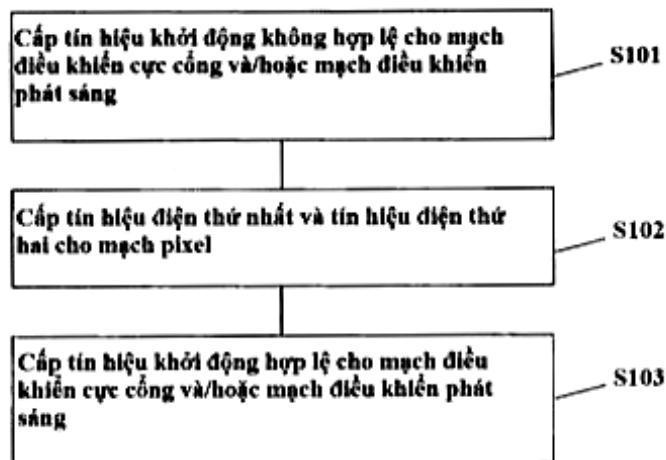 Cấp tín hiệu khởi động không hợp lệ cho mạch
điều khiển cực cổng và/hoặc mạch điều khiển
phát sáng
S101
Cấp tín hiệu điện thứ nhất và tín hiệu điện thứ
hai cho mạch pixel
S102
Cấp tín hiệu khởi động hợp lệ cho mạch điều
khiển cực cổng và/hoặc mạch điều khiển phát
sáng
S103